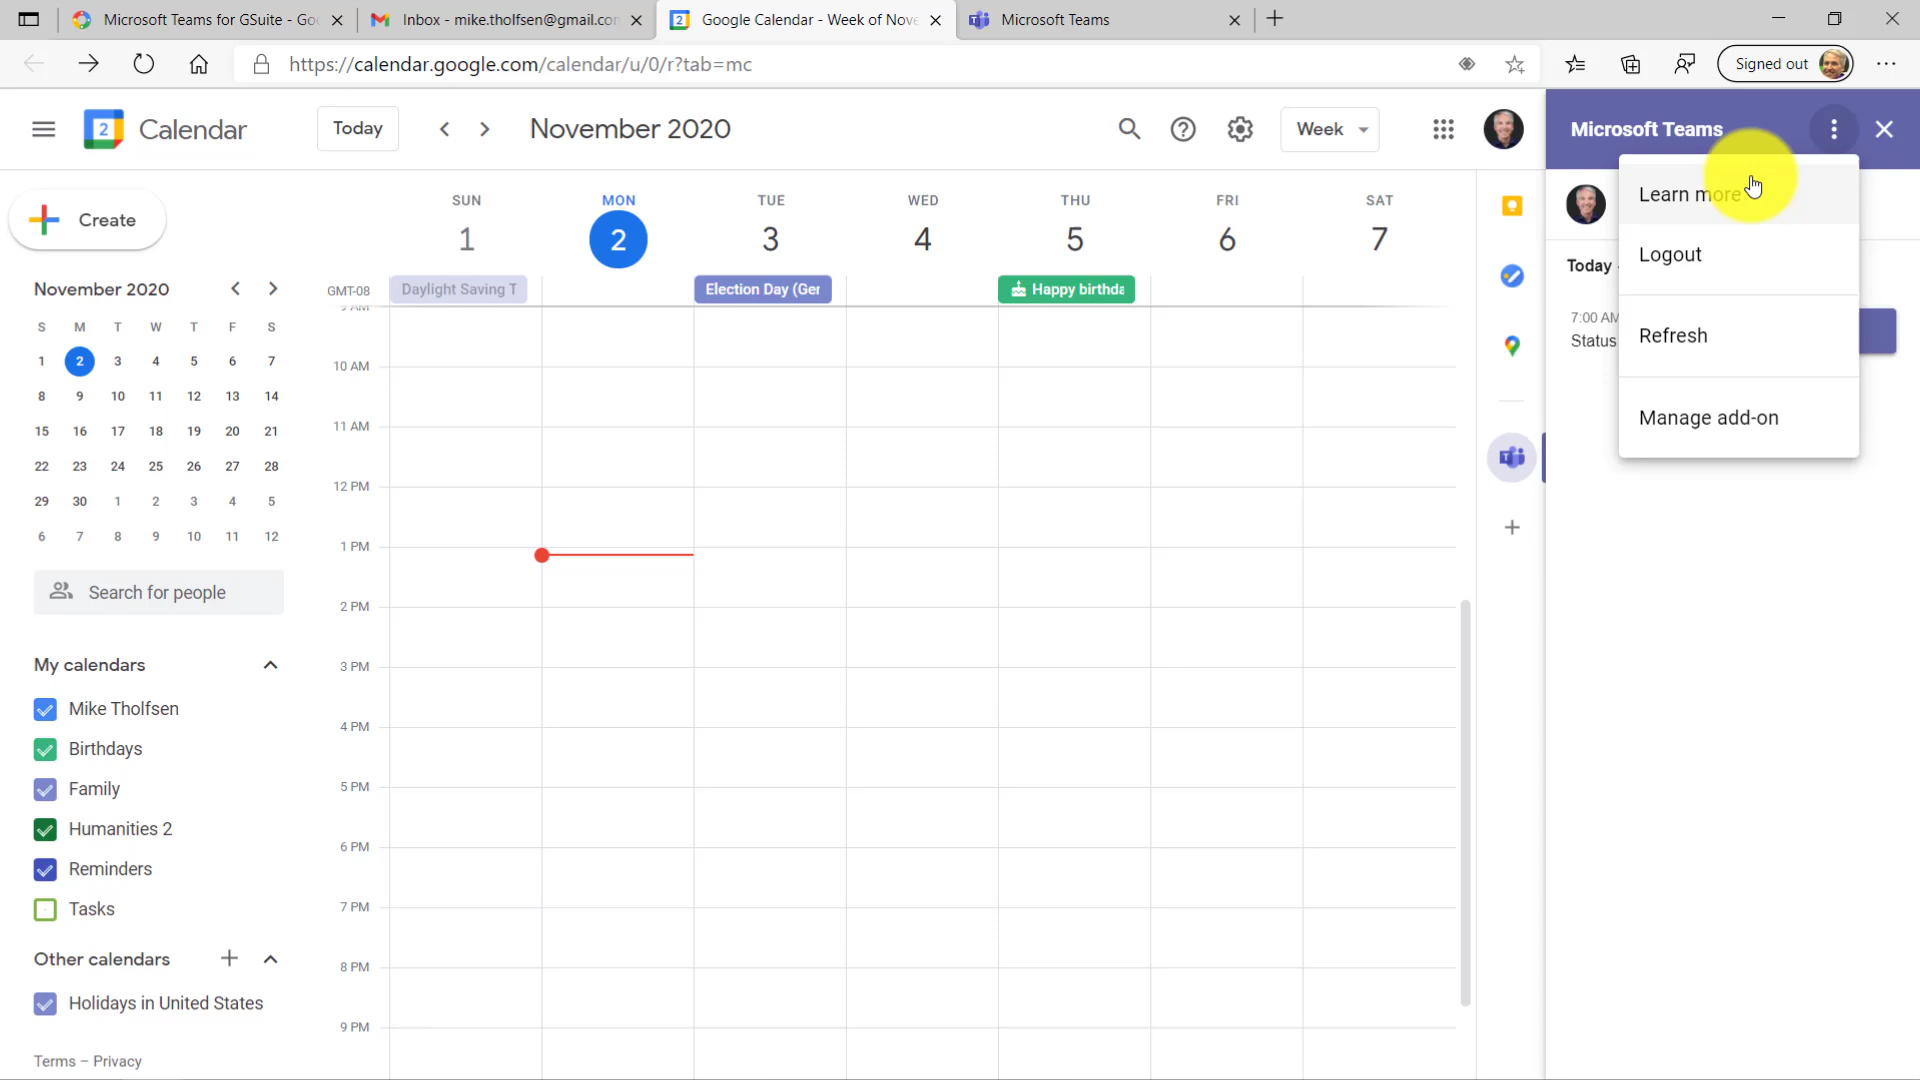 Microsoft Teams for GSuite - Goo
Inbox - mike.tholfsen@gmail.com
Google Calendar - Week of Nove
Microsoft Teams
https://calendar.google.com/calendar/u/0/r?tab=mc
Signed out
2
Calendar
Today
November 2020
Week
Microsoft Teams
Learn more
Logout
Refresh
Manage add-on
Today
7:00 AM
Status
Create
SUN MON TUE WED THU FRI SAT
1 2 3 4 5 6 7
GMT-08
Daylight Saving T
Election Day (Ger
Happy birthda
November 2020
S M T W T F S
1 2 3 4 5 6 7
8 9 10 11 12 13 14
15 16 17 18 19 20 21
22 23 24 25 26 27 28
29 30 1 2 3 4 5
6 7 8 9 10 11 12
Search for people
My calendars
Mike Tholfsen
Birthdays
Family
Humanities 2
Reminders
Tasks
Other calendars
Holidays in United States
Terms – Privacy
9 AM
10 AM
11 AM
12 PM
1 PM
2 PM
3 PM
4 PM
5 PM
6 PM
7 PM
8 PM
9 PM